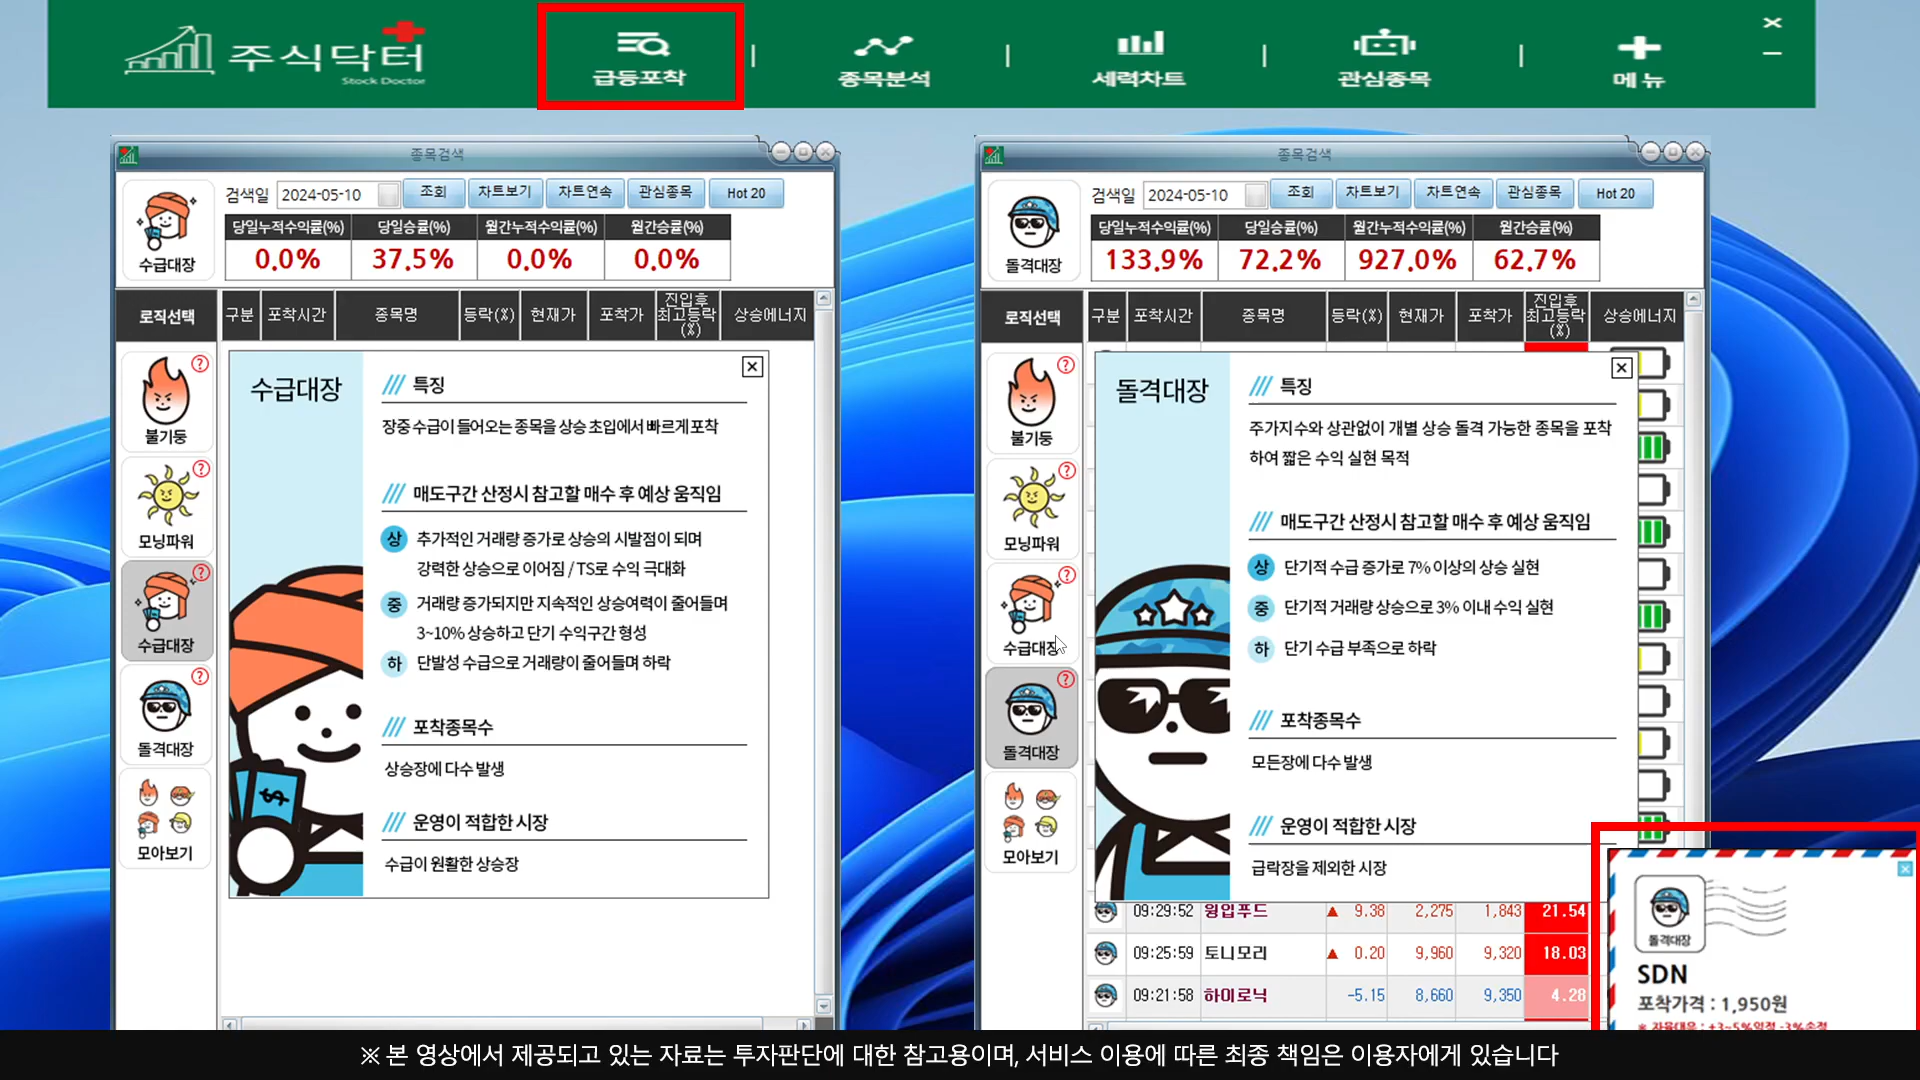 주식닥터
Stock Doctor
급등포착
종목분석
세력차트
관심종목
메뉴
종목검색
수급대장
검색일 2024-05-10 조회 차트보기 차트연속 관심종목 Hot 20
당일누적수익률(%) 당일승률(%) 월간누적수익률(%) 월간승률(%)
0.0% 37.5% 0.0% 0.0%
로직선택 구분 포착시간 종목명 등락(%) 현재가 포착가 진입후 최고등락 (%) 상승에너지
불기둥
모닝파워
수급대장
돌격대장
모아보기
수급대장
특징
장중 수급이 들어오는 종목을 상승 초입에서 빠르게 포착
매도구간 산정시 참고할 매수 후 예상 움직임
상 추가적인 거래량 증가로 상승의 시발점이 되며
강력한 상승으로 이어짐 / TS로 수익 극대화
중 거래량 증가되지만 지속적인 상승여력이 줄어들며
3~10% 상승하고 단기 수익구간 형성
하 단발성 수급으로 거래량이 줄어들며 하락
포착종목수
상승장에 다수 발생
운영이 적합한 시장
수급이 원활한 상승장
종목검색
돌격대장
검색일 2024-05-10 조회 차트보기 차트연속 관심종목 Hot 20
당일누적수익률(%) 당일승률(%) 월간누적수익률(%) 월간승률(%)
133.9% 72.2% 927.0% 62.7%
로직선택 구분 포착시간 종목명 등락(%) 현재가 포착가 진입후 최고등락 (%) 상승에너지
불기둥
모닝파워
수급대장
돌격대장
모아보기
돌격대장
특징
주가지수와 상관없이 개별 상승 돌격 가능한 종목을 포착
하여 짧은 수익 실현 목적
매도구간 산정시 참고할 매수 후 예상 움직임
상 단기적 수급 증가로 7% 이상의 상승 실현
중 단기적 거래량 상승으로 3% 이내 수익 실현
하 단기 수급 부족으로 하락
포착종목수
모든장에 다수 발생
운영이 적합한 시장
급락장을 제외한 시장
09:29:52 윙입푸드 ▲ 9.38 2,275 1,843 21.54
09:25:59 토니모리 ▲ 0.20 9,960 9,320 18.03
09:21:58 하이로닉 -5.15 8,660 9,350 4.28
돌격대장
SDN
포착가격 : 1,950원
※ 본 영상에서 제공되고 있는 자료는 투자판단에 대한 참고용이며, 서비스 이용에 따른 최종 책임은 이용자에게 있습니다